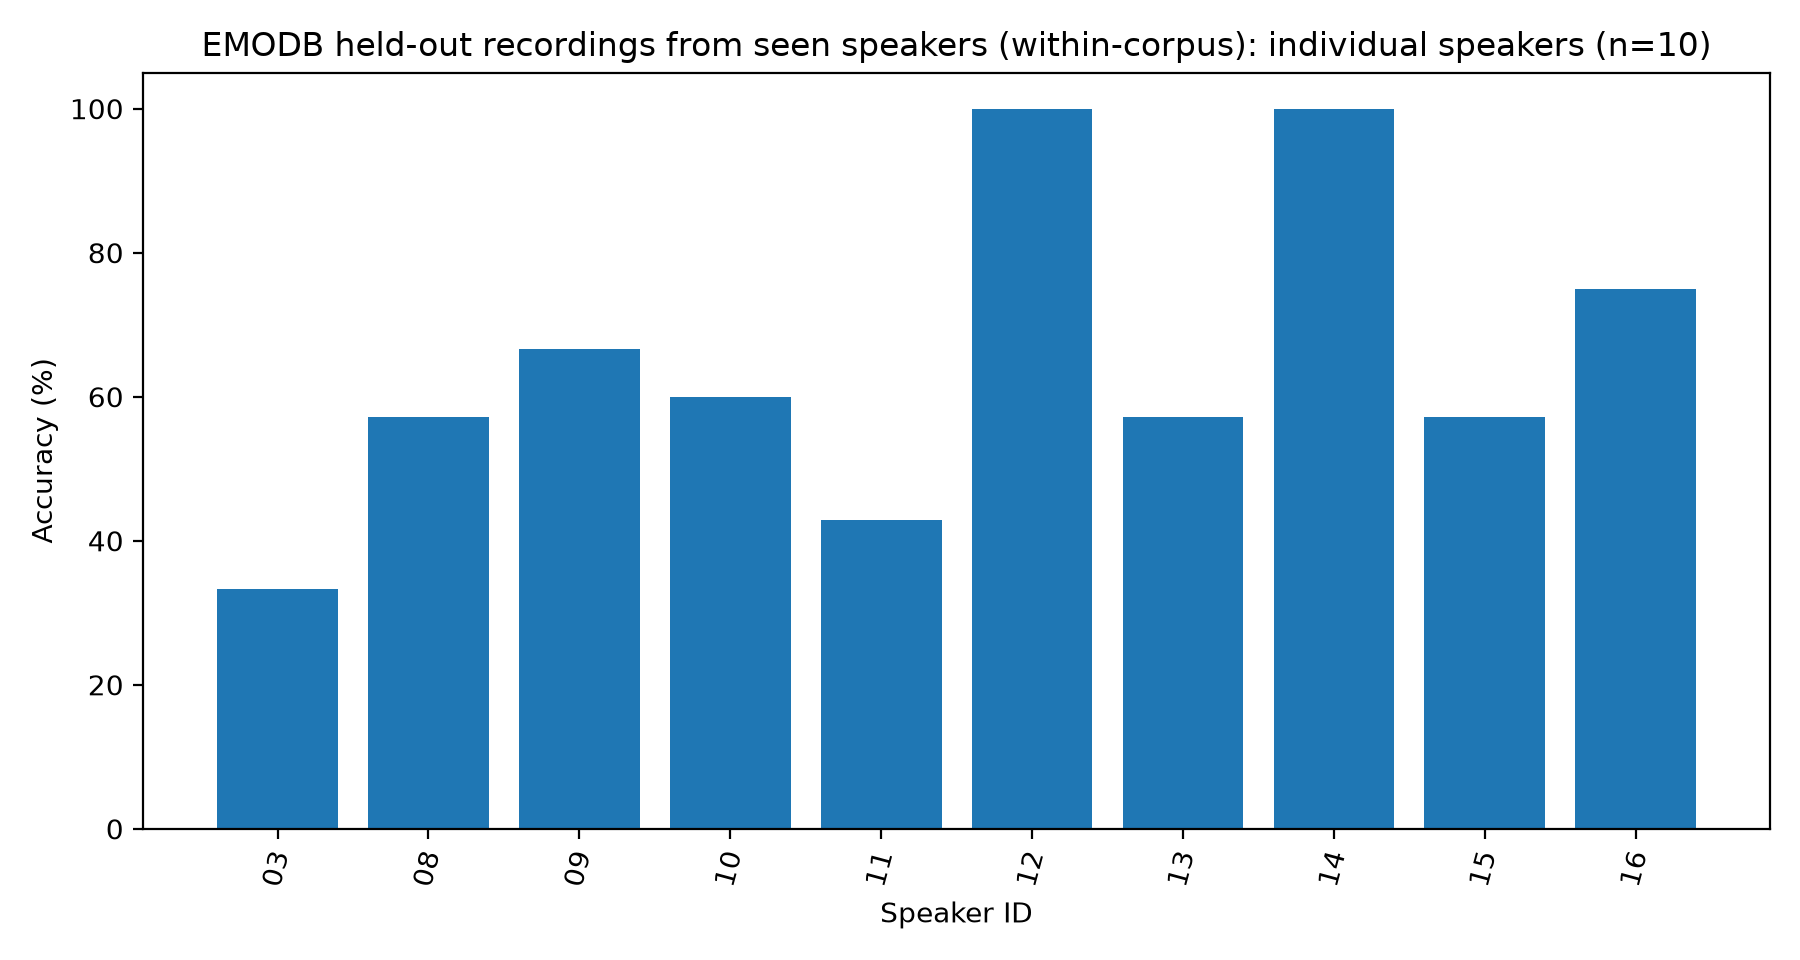 EMODB held-out recordings from seen speakers (within-corpus): individual speakers (n=10)
Accuracy (%)
100
80
60
40
20
0
03 08 09 10 11 12 13 14 15 16
Speaker ID